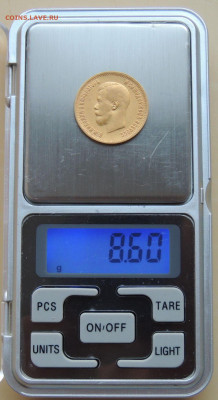 COINS.LAVE.RU
8.60
g
PCS
TARE
ON/OFF
UNITS
LIGHT